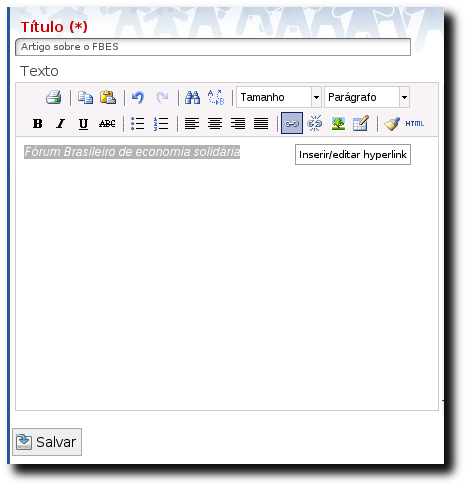 Título (*)
Artigo sobre o FBES
Texto
Tamanho Parágrafo
B I U ABC HTML
Fórum Brasileiro de economia solidária
Inserir/editar hyperlink
Salvar